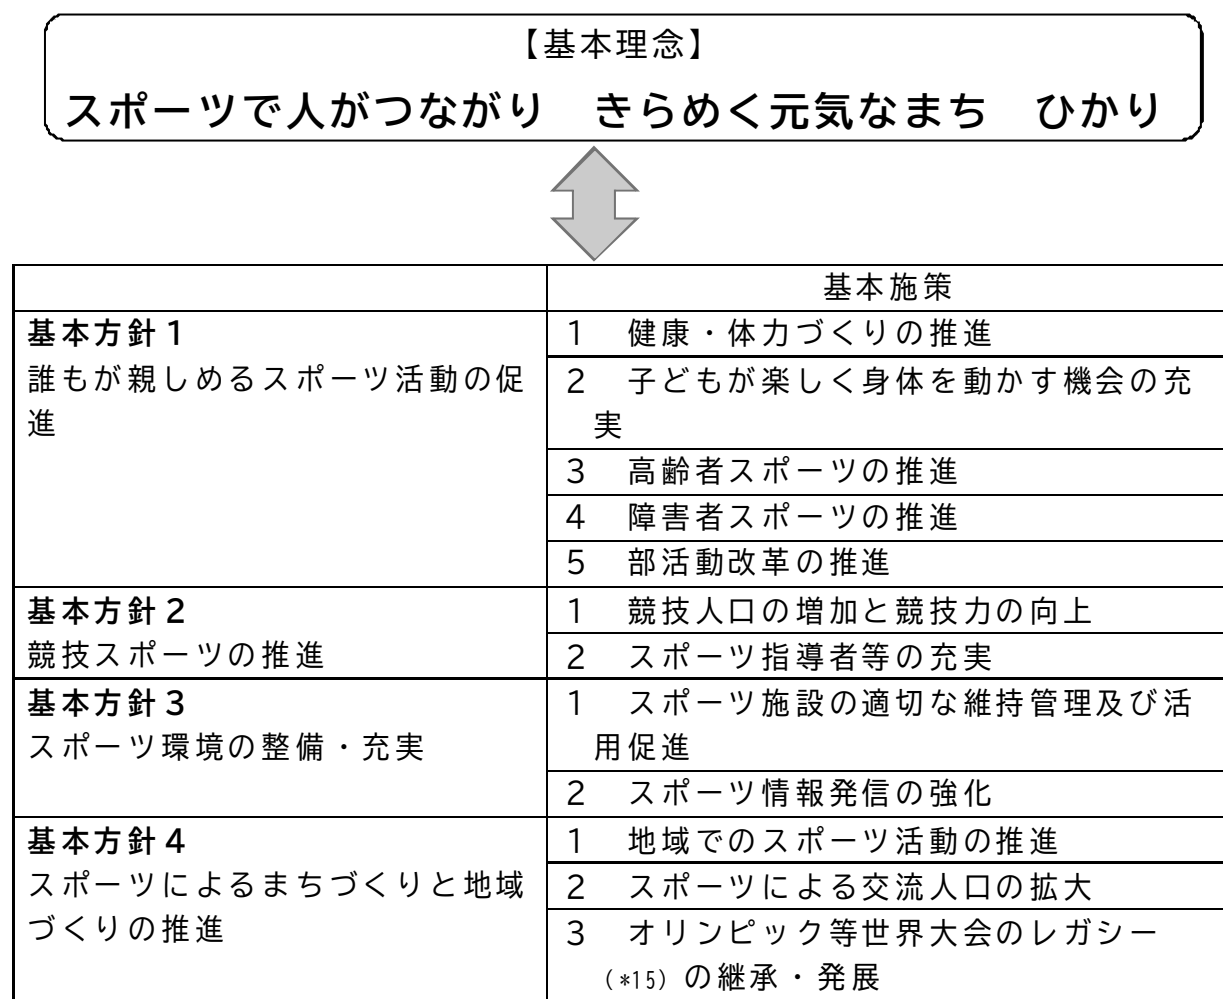 【基本理念】
スポーツで人がつながり　きらめく元気なまち　ひかり
基本施策
基本方針１
誰もが親しめるスポーツ活動の促
進
1　健康・体力づくりの推進
2　子どもが楽しく身体を動かす機会の充
実
3　高齢者スポーツの推進
4　障害者スポーツの推進
5　部活動改革の推進
基本方針２
競技スポーツの推進
1　競技人口の増加と競技力の向上
2　スポーツ指導者等の充実
基本方針３
スポーツ環境の整備・充実
1　スポーツ施設の適切な維持管理及び活
用促進
2　スポーツ情報発信の強化
基本方針４
スポーツによるまちづくりと地域
づくりの推進
1　地域でのスポーツ活動の推進
2　スポーツによる交流人口の拡大
3　オリンピック等世界大会のレガシー
(*15) の継承・発展